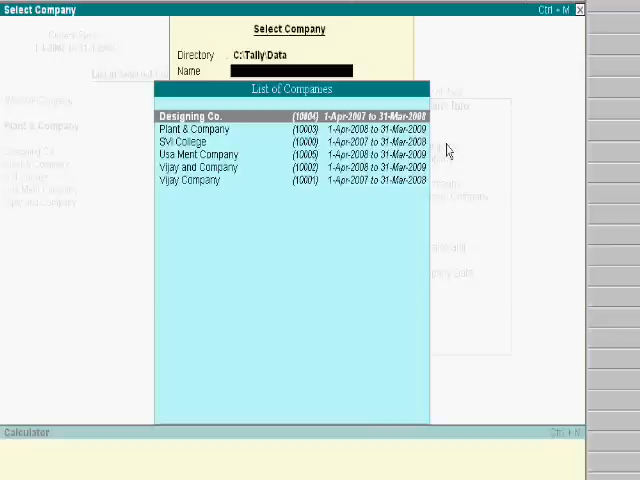 Select Company Ctrl + M X
Select Company
Directory : C:\Tally\Data
Name
List of Companies
Designing Co. (10004) 1-Apr-2007 to 31-Mar-2008
Plant & Company (10003) 1-Apr-2008 to 31-Mar-2009
SVI College (10000) 1-Apr-2007 to 31-Mar-2008
Usa Ment Company (10005) 1-Apr-2008 to 31-Mar-2009
Vijay and Company (10002) 1-Apr-2008 to 31-Mar-2009
Vijay Company (10001) 1-Apr-2007 to 31-Mar-2008
Plant & Company
Calculator Ctrl + N